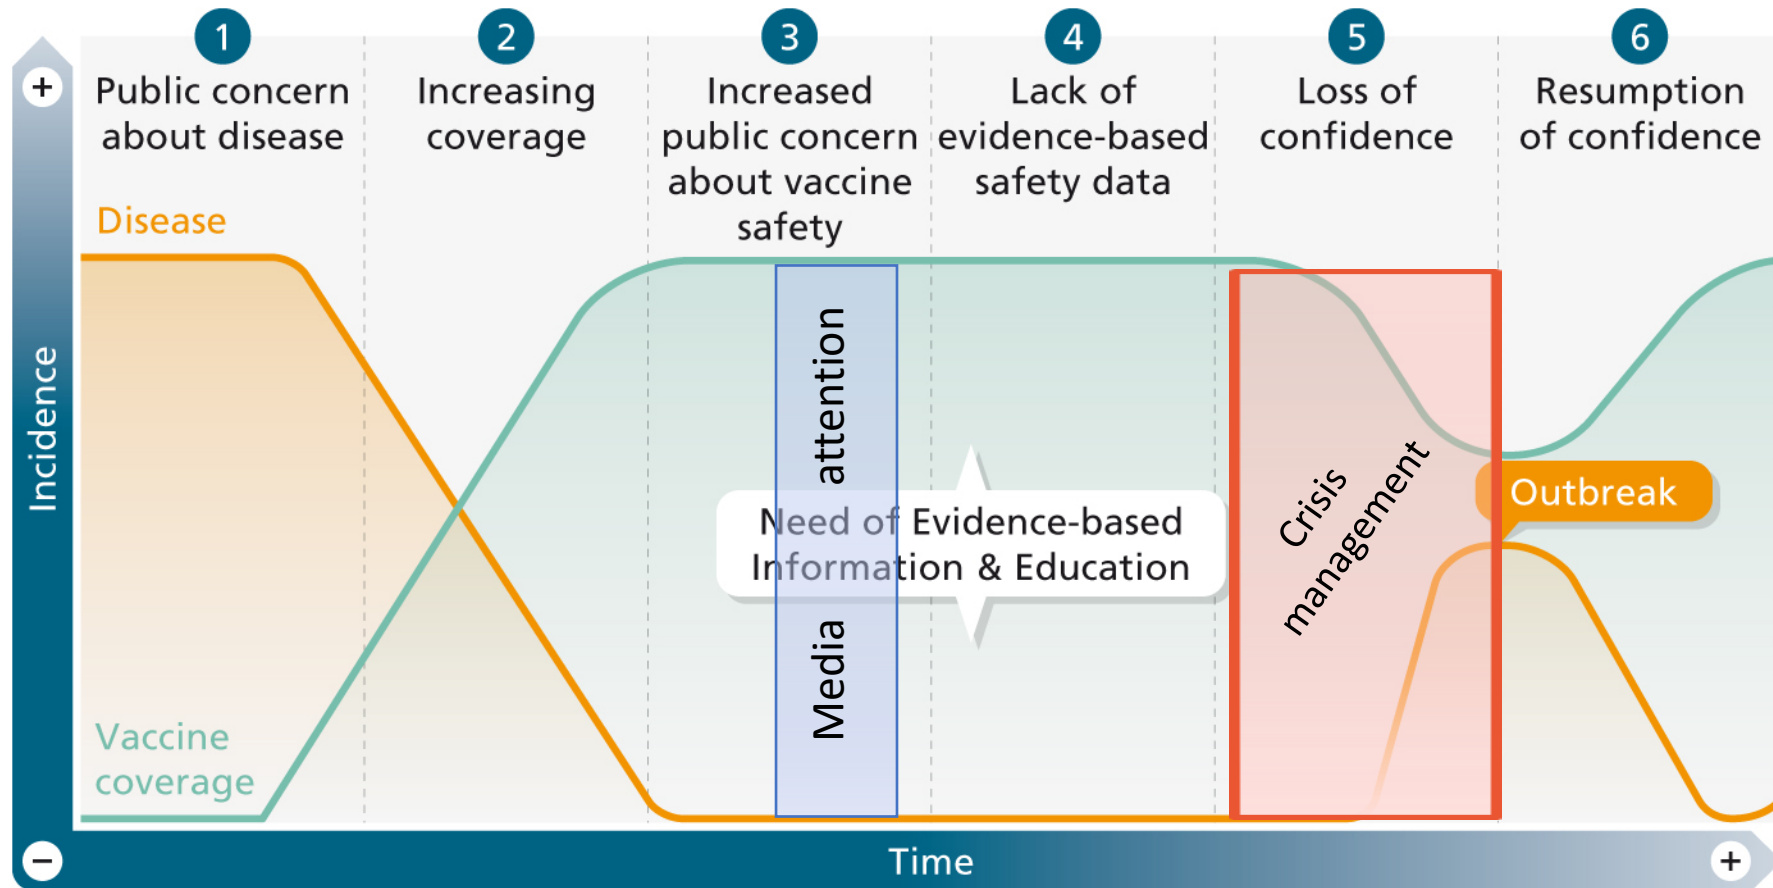 1
2
3
4
5
6
+
Public concern
about disease
Increasing
coverage
Increased
public concern
about vaccine
safety
Lack of
evidence-based
safety data
Loss of
confidence
Resumption
of confidence
Disease
Incidence
Media attention
Need of Evidence-based
Information & Education
Crisis
management
Outbreak
Vaccine
coverage
−
Time
+